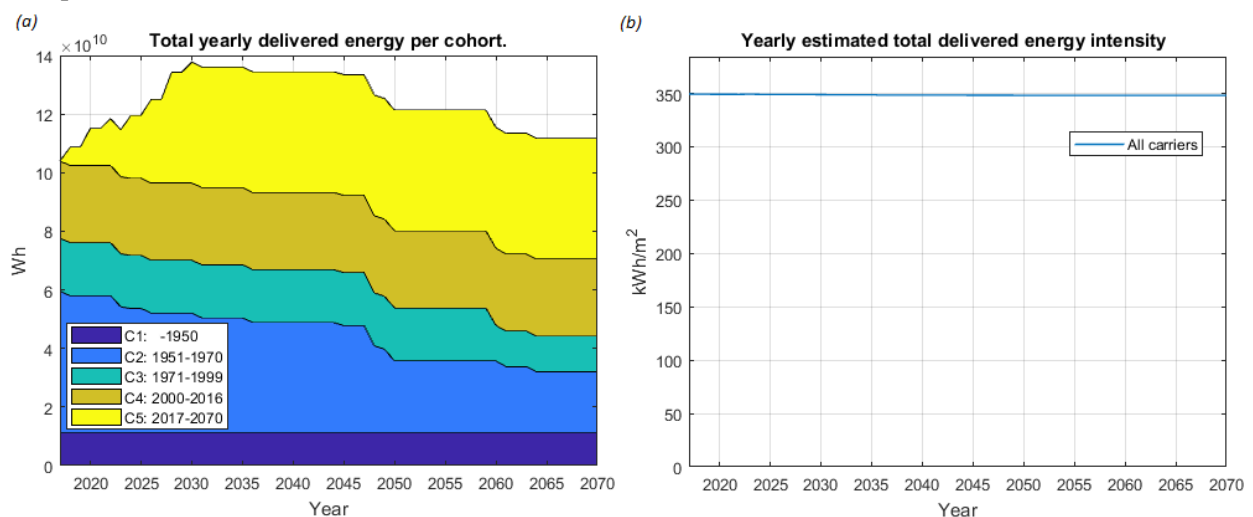 (a)
Total yearly delivered energy per cohort.
×10^10
14
12
10
8
6
4
2
0
Wh
C1: -1950
C2: 1951-1970
C3: 1971-1999
C4: 2000-2016
C5: 2017-2070
2020 2025 2030 2035 2040 2045 2050 2055 2060 2065 2070
Year
(b)
Yearly estimated total delivered energy intensity
350
300
250
200
150
100
50
0
kWh/m^2
All carriers
2020 2025 2030 2035 2040 2045 2050 2055 2060 2065 2070
Year